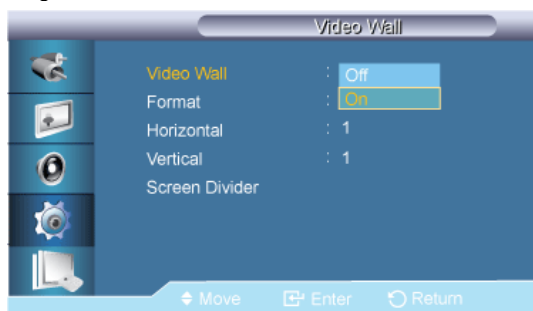 Video Wall
Video Wall : Off
Format : On
Horizontal : 1
Vertical : 1
Screen Divider
Move Enter Return